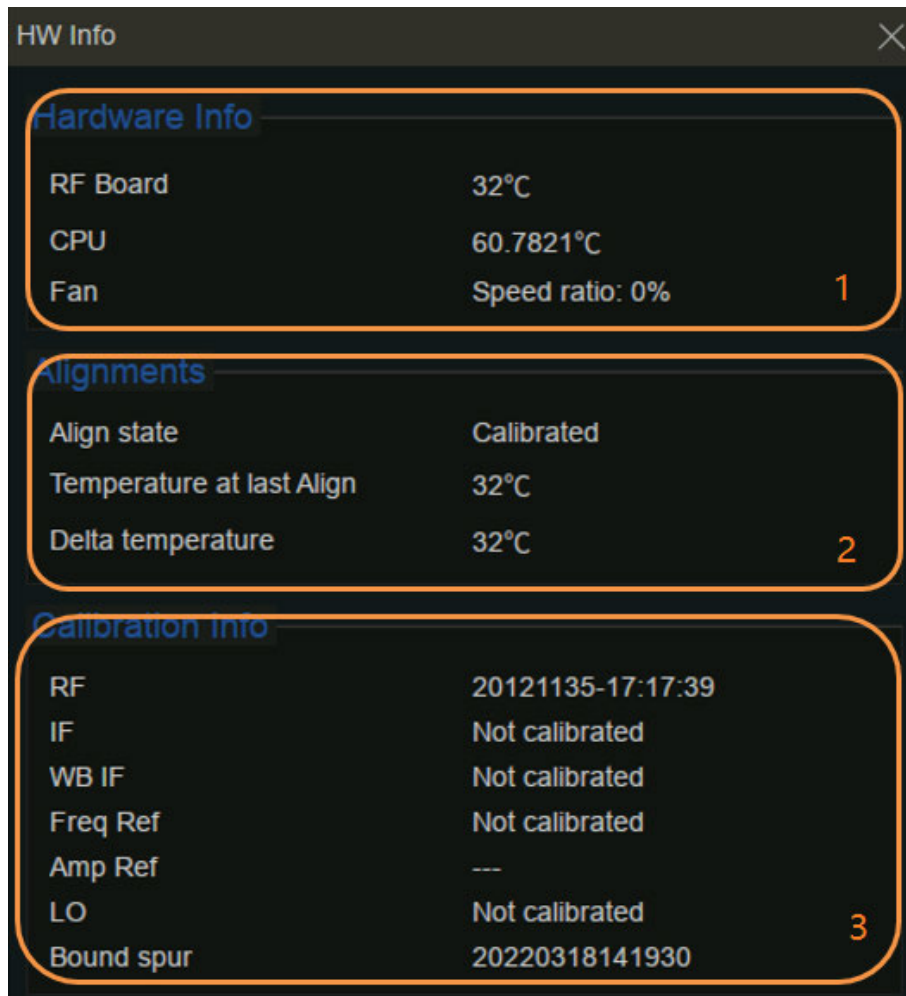 HW Info
Hardware Info
RF Board 32℃
CPU 60.7821℃
Fan Speed ratio: 0% 1
Alignments
Align state Calibrated
Temperature at last Align 32℃
Delta temperature 32℃ 2
Calibration Info
RF 20121135-17:17:39
IF Not calibrated
WB IF Not calibrated
Freq Ref Not calibrated
Amp Ref ---
LO Not calibrated 3
Bound spur 20220318141930